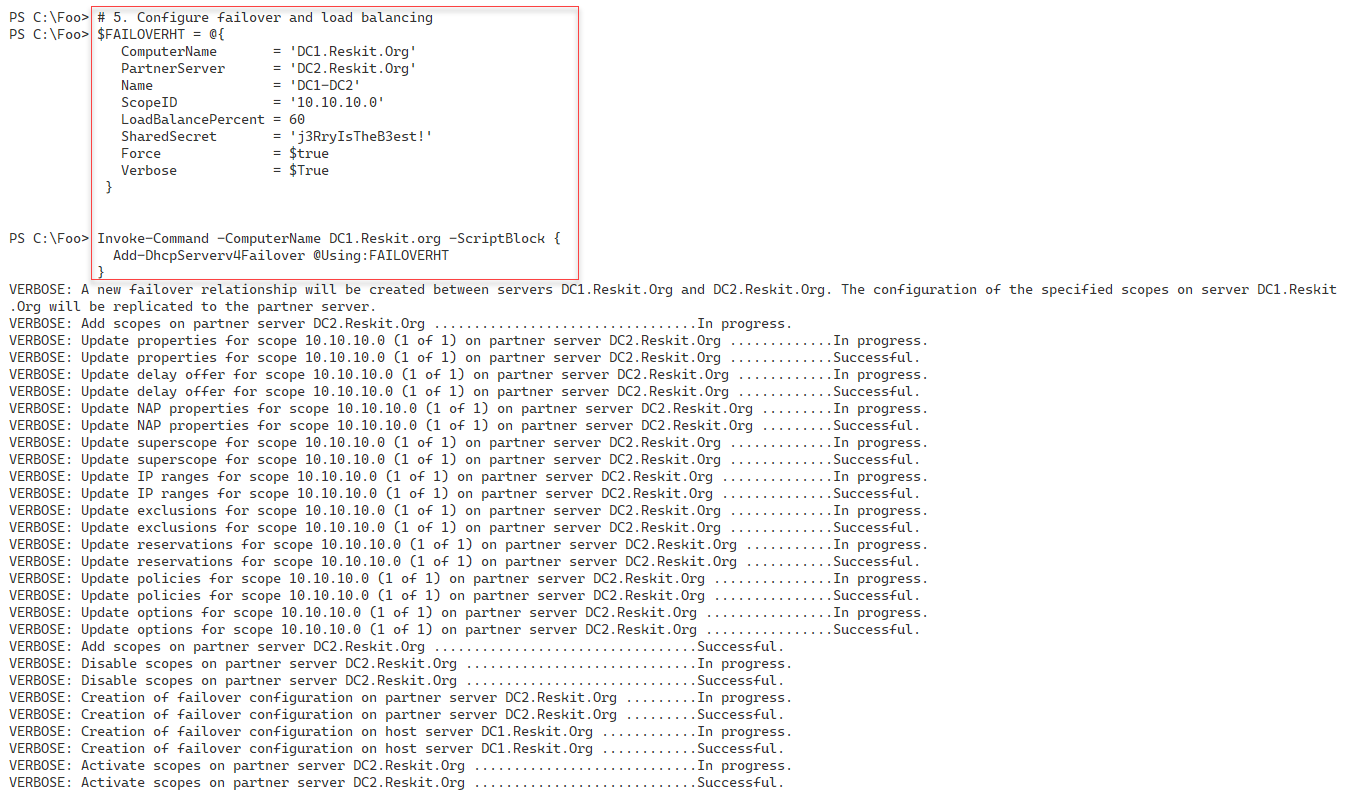 PS C:\Foo> # 5. Configure failover and load balancing
PS C:\Foo> $FAILOVERHT = @{
ComputerName       = 'DC1.Reskit.Org'
PartnerServer      = 'DC2.Reskit.Org'
Name               = 'DC1-DC2'
ScopeID            = '10.10.10.0'
LoadBalancePercent = 60
SharedSecret       = 'j3RryIsTheB3est!'
Force              = $true
Verbose            = $True
}
PS C:\Foo> Invoke-Command -ComputerName DC1.Reskit.org -ScriptBlock {
Add-DhcpServerv4Failover @Using:FAILOVERHT
}
VERBOSE: A new failover relationship will be created between servers DC1.Reskit.Org and DC2.Reskit.Org. The configuration of the specified scopes on server DC1.Reskit
.Org will be replicated to the partner server.
VERBOSE: Add scopes on partner server DC2.Reskit.Org .................................In progress.
VERBOSE: Update properties for scope 10.10.10.0 (1 of 1) on partner server DC2.Reskit.Org .............In progress.
VERBOSE: Update properties for scope 10.10.10.0 (1 of 1) on partner server DC2.Reskit.Org .............Successful.
VERBOSE: Update delay offer for scope 10.10.10.0 (1 of 1) on partner server DC2.Reskit.Org ............In progress.
VERBOSE: Update delay offer for scope 10.10.10.0 (1 of 1) on partner server DC2.Reskit.Org ............Successful.
VERBOSE: Update NAP properties for scope 10.10.10.0 (1 of 1) on partner server DC2.Reskit.Org .........In progress.
VERBOSE: Update NAP properties for scope 10.10.10.0 (1 of 1) on partner server DC2.Reskit.Org .........Successful.
VERBOSE: Update superscope for scope 10.10.10.0 (1 of 1) on partner server DC2.Reskit.Org .............In progress.
VERBOSE: Update superscope for scope 10.10.10.0 (1 of 1) on partner server DC2.Reskit.Org .............Successful.
VERBOSE: Update IP ranges for scope 10.10.10.0 (1 of 1) on partner server DC2.Reskit.Org ..............In progress.
VERBOSE: Update IP ranges for scope 10.10.10.0 (1 of 1) on partner server DC2.Reskit.Org ..............Successful.
VERBOSE: Update exclusions for scope 10.10.10.0 (1 of 1) on partner server DC2.Reskit.Org .............In progress.
VERBOSE: Update exclusions for scope 10.10.10.0 (1 of 1) on partner server DC2.Reskit.Org .............Successful.
VERBOSE: Update reservations for scope 10.10.10.0 (1 of 1) on partner server DC2.Reskit.Org ...........In progress.
VERBOSE: Update reservations for scope 10.10.10.0 (1 of 1) on partner server DC2.Reskit.Org ...........Successful.
VERBOSE: Update policies for scope 10.10.10.0 (1 of 1) on partner server DC2.Reskit.Org ...............In progress.
VERBOSE: Update policies for scope 10.10.10.0 (1 of 1) on partner server DC2.Reskit.Org ...............Successful.
VERBOSE: Update options for scope 10.10.10.0 (1 of 1) on partner server DC2.Reskit.Org ................In progress.
VERBOSE: Update options for scope 10.10.10.0 (1 of 1) on partner server DC2.Reskit.Org ................Successful.
VERBOSE: Add scopes on partner server DC2.Reskit.Org .................................Successful.
VERBOSE: Disable scopes on partner server DC2.Reskit.Org .............................In progress.
VERBOSE: Disable scopes on partner server DC2.Reskit.Org .............................Successful.
VERBOSE: Creation of failover configuration on partner server DC2.Reskit.Org .........In progress.
VERBOSE: Creation of failover configuration on partner server DC2.Reskit.Org .........Successful.
VERBOSE: Creation of failover configuration on host server DC1.Reskit.Org ............In progress.
VERBOSE: Creation of failover configuration on host server DC1.Reskit.Org ............Successful.
VERBOSE: Activate scopes on partner server DC2.Reskit.Org ............................In progress.
VERBOSE: Activate scopes on partner server DC2.Reskit.Org ............................Successful.